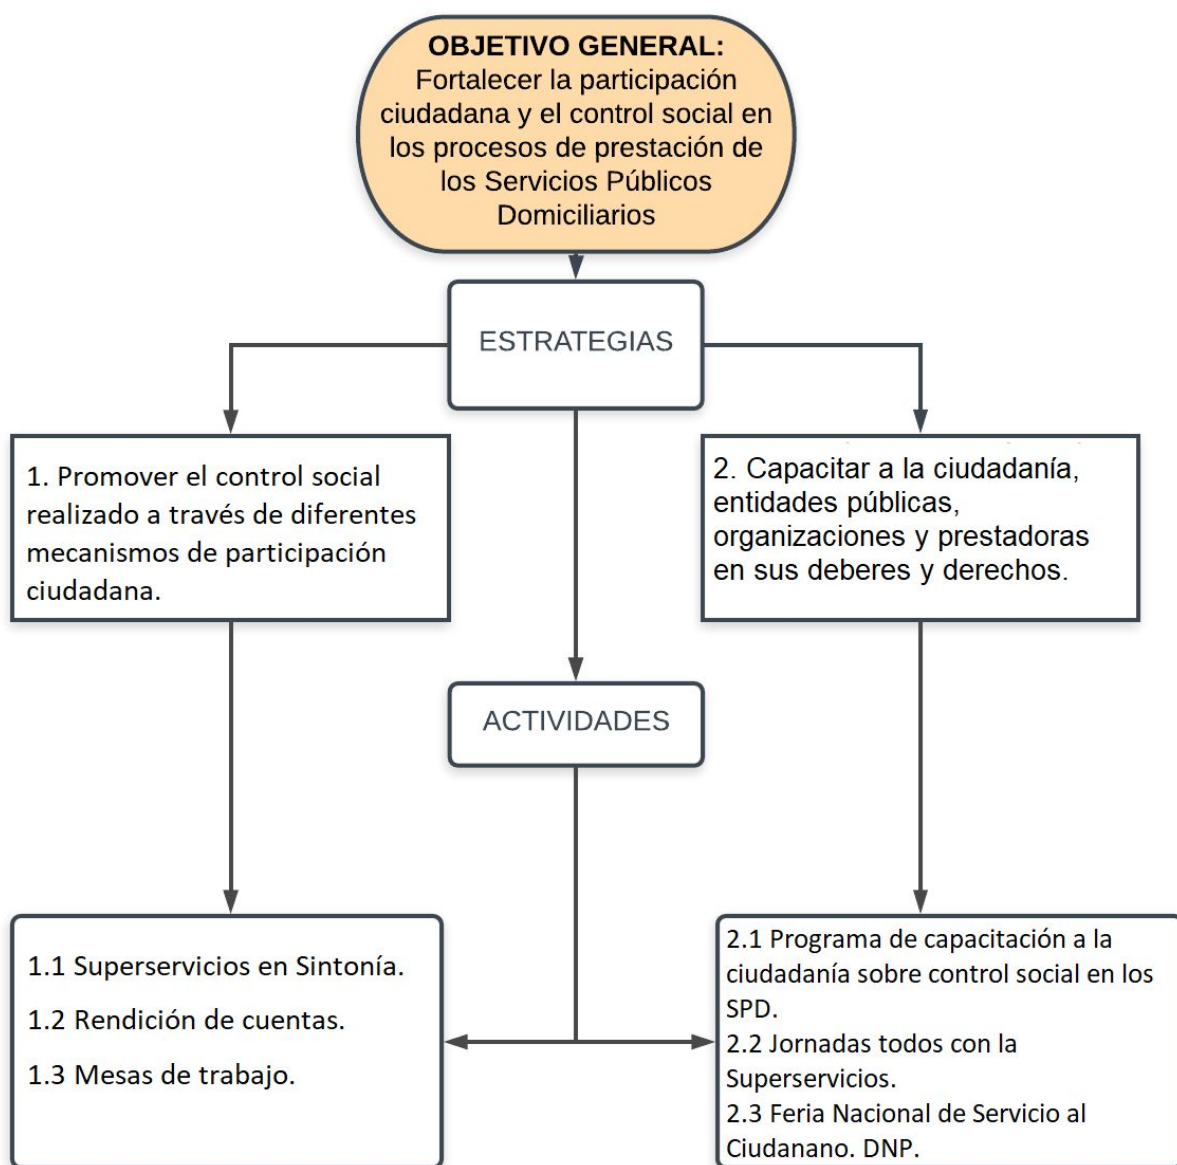 OBJETIVO GENERAL:
Fortalecer la participación
ciudadana y el control social en
los procesos de prestación de
los Servicios Públicos
Domiciliarios
ESTRATEGIAS
1. Promover el control social
realizado a través de diferentes
mecanismos de participación
ciudadana.
2. Capacitar a la ciudadanía,
entidades públicas,
organizaciones y prestadoras
en sus deberes y derechos.
ACTIVIDADES
1.1 Superservicios en Sintonía.
1.2 Rendición de cuentas.
1.3 Mesas de trabajo.
2.1 Programa de capacitación a la
ciudadanía sobre control social en los
SPD.
2.2 Jornadas todos con la
Superservicios.
2.3 Feria Nacional de Servicio al
Ciudanano. DNP.